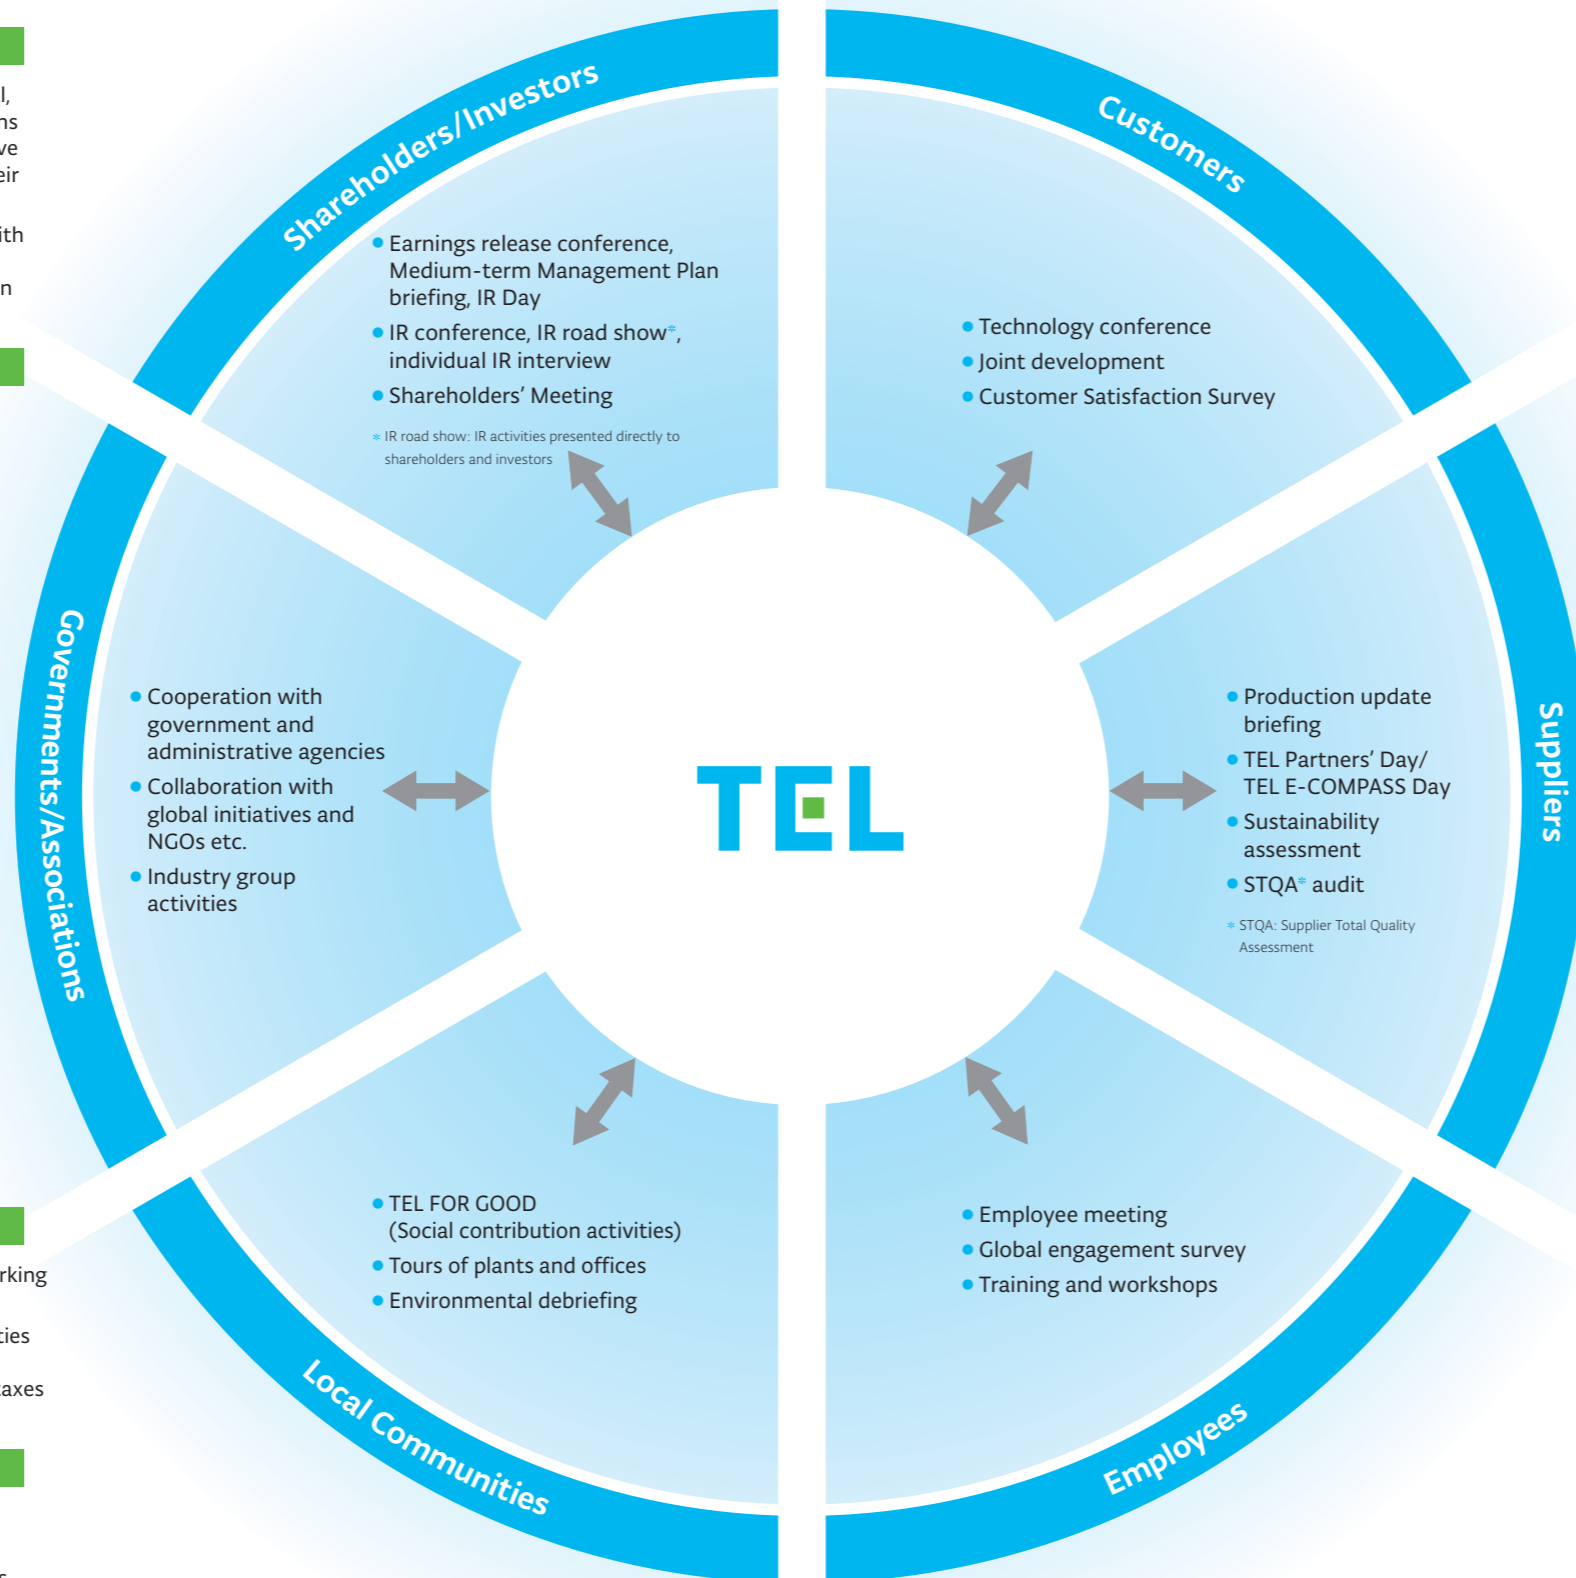 Shareholders/Investors
Earnings release conference,
Medium-term Management Plan
briefing, IR Day
IR conference, IR road show*,
individual IR interview
Shareholders' Meeting
* IR road show: IR activities presented directly to
shareholders and investors
Customers
Technology conference
Joint development
Customer Satisfaction Survey
Suppliers
Production update
briefing
TEL Partners' Day/
TEL E-COMPASS Day
Sustainability
assessment
STQA* audit
* STQA: Supplier Total Quality
Assessment
Employees
Employee meeting
Global engagement survey
Training and workshops
Local Communities
TEL FOR GOOD
(Social contribution activities)
Tours of plants and offices
Environmental debriefing
Governments/Associations
Cooperation with
government and
administrative agencies
Collaboration with
global initiatives and
NGOs etc.
Industry group
activities
TEL
ties